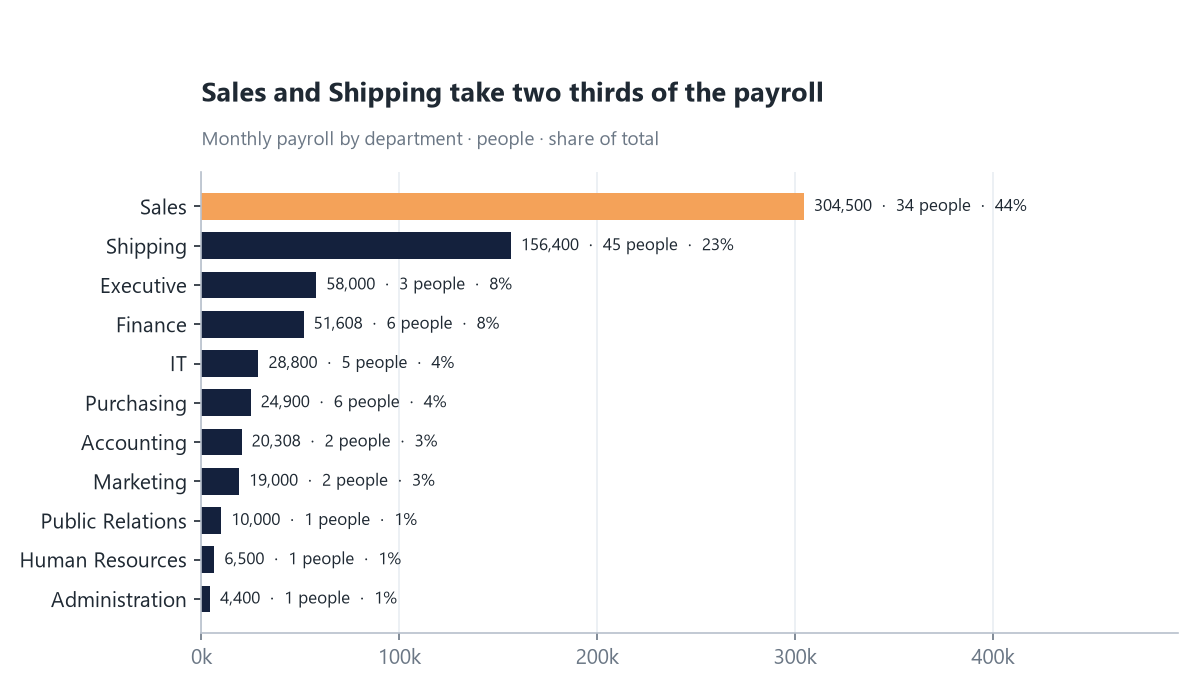 Sales and Shipping take two thirds of the payroll
Monthly payroll by department · people · share of total
Sales 304,500 · 34 people · 44%
Shipping 156,400 · 45 people · 23%
Executive 58,000 · 3 people · 8%
Finance 51,608 · 6 people · 8%
IT 28,800 · 5 people · 4%
Purchasing 24,900 · 6 people · 4%
Accounting 20,308 · 2 people · 3%
Marketing 19,000 · 2 people · 3%
Public Relations 10,000 · 1 people · 1%
Human Resources 6,500 · 1 people · 1%
Administration 4,400 · 1 people · 1%
0k 100k 200k 300k 400k